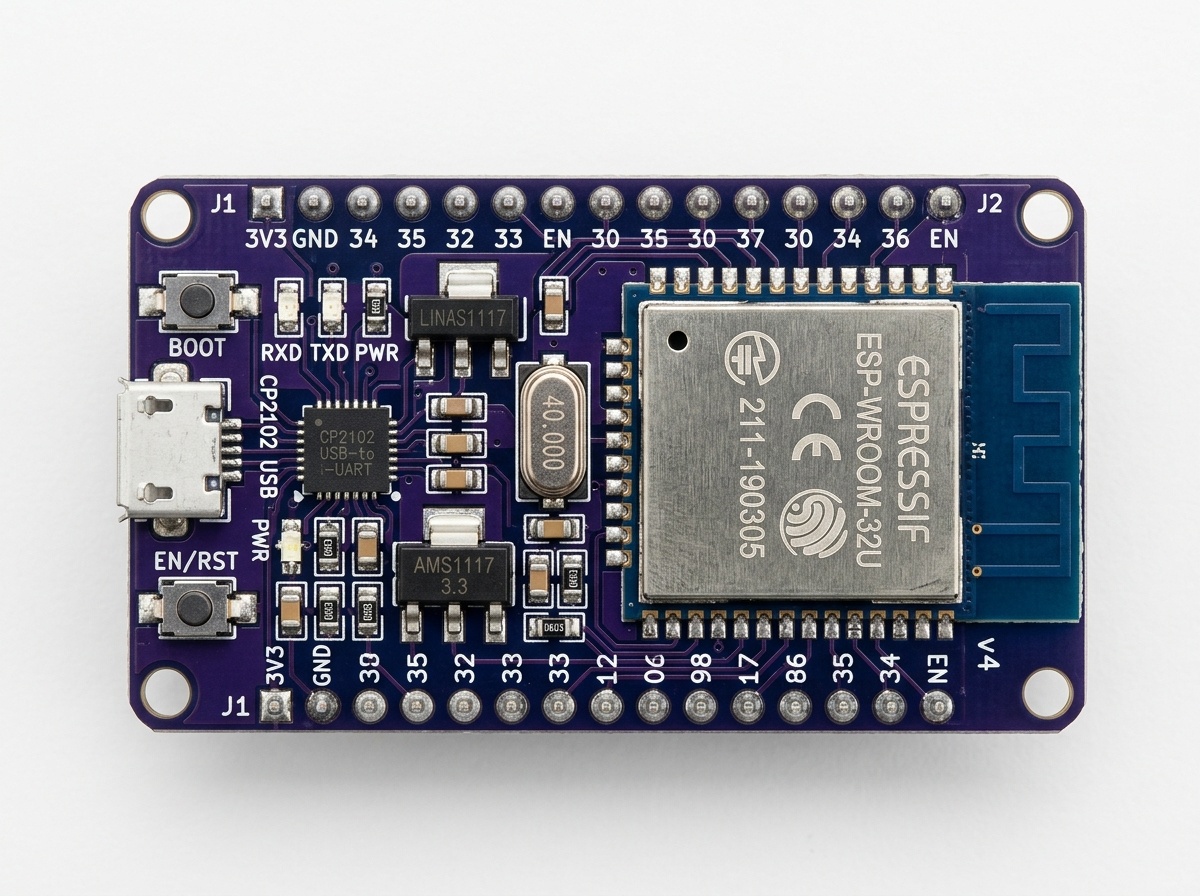 J1
J2
3V3 GND 34 35 32 33 EN 30 35 30 37 30 34 36 EN
BOOT
RXD TXD PWR
LINAS1117
CP2102 USB
CP2102
USB-to
i-UART
40.000
ESPRESSIF
ESP-WROOM-32U
CE
211-190305
PWR
EN/RST
AMS1117
3.3
V4
3V3 GND 35 32 33 33 12 98 17 86 35 34 EN
J1